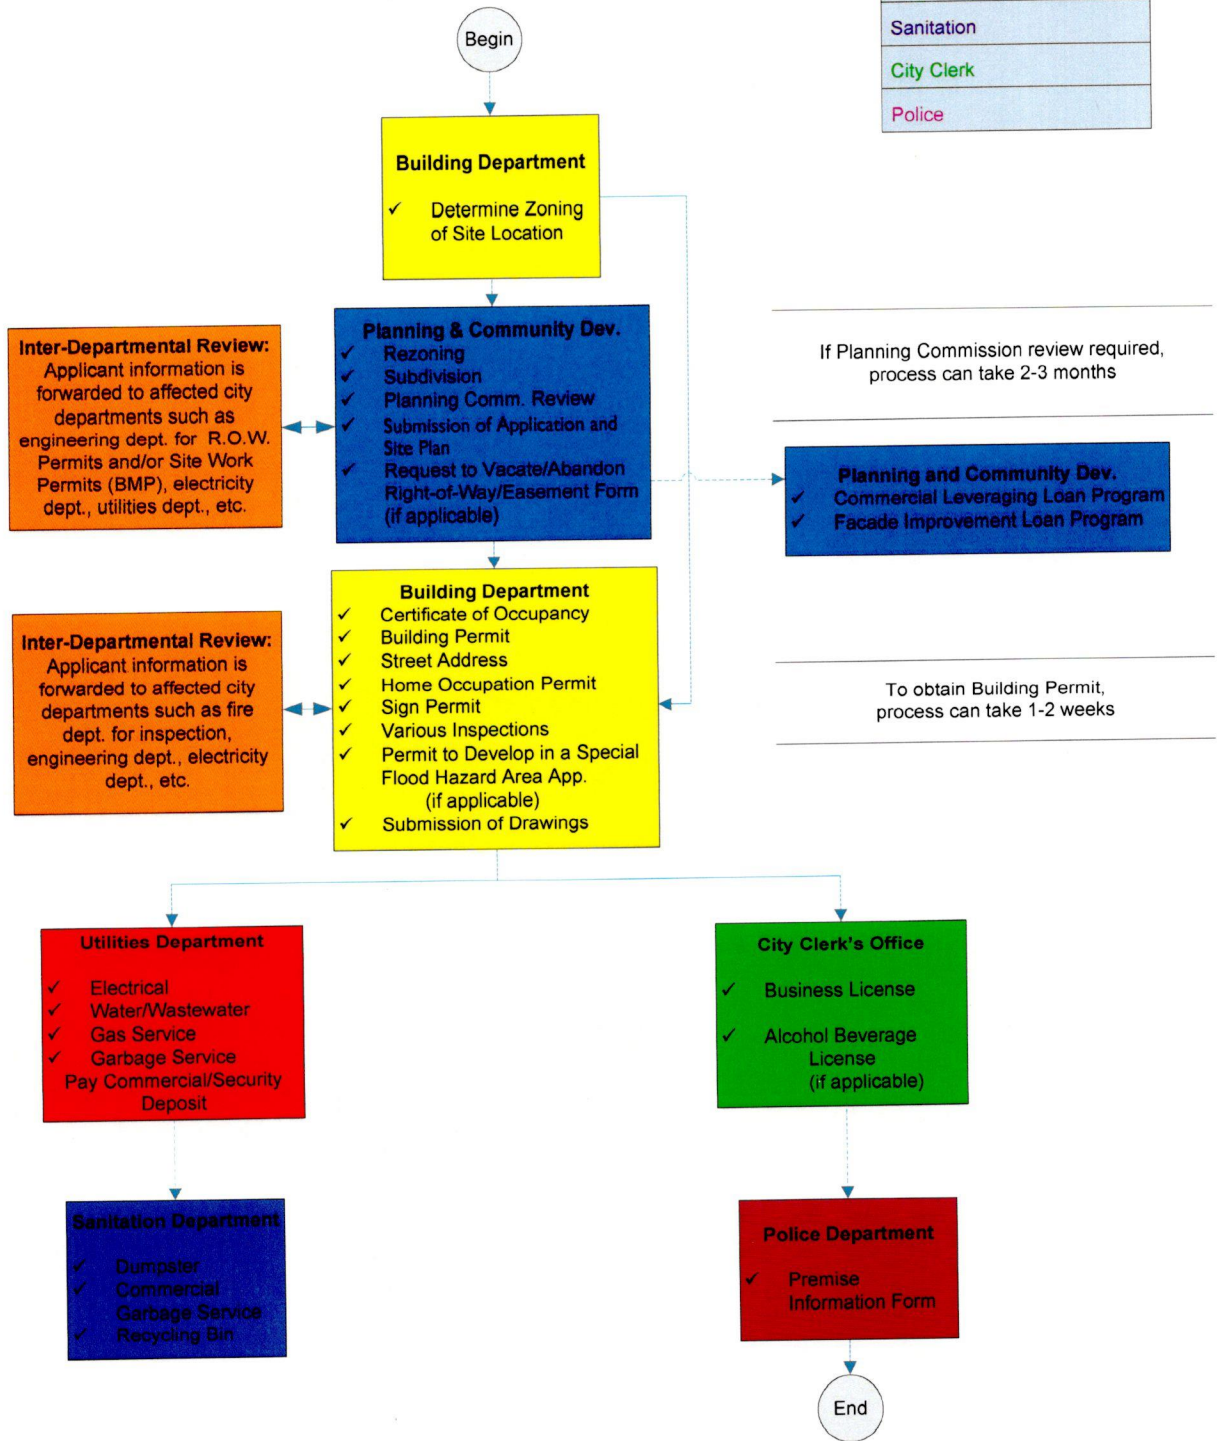 Sanitation
City Clerk
Police
Begin
Building Department
✓ Determine Zoning
of Site Location
Planning & Community Dev.
✓ Rezoning
✓ Subdivision
✓ Planning Comm. Review
✓ Submission of Application and
Site Plan
✓ Request to Vacate/Abandon
Right-of-Way/Easement Form
(if applicable)
Inter-Departmental Review:
Applicant information is
forwarded to affected city
departments such as
engineering dept. for R.O.W.
Permits and/or Site Work
Permits (BMP), electricity
dept., utilities dept., etc.
If Planning Commission review required,
process can take 2-3 months
Planning and Community Dev.
✓ Commercial Leveraging Loan Program
✓ Facade Improvement Loan Program
Building Department
✓ Certificate of Occupancy
✓ Building Permit
✓ Street Address
✓ Home Occupation Permit
✓ Sign Permit
✓ Various Inspections
✓ Permit to Develop in a Special
Flood Hazard Area App.
(if applicable)
✓ Submission of Drawings
Inter-Departmental Review:
Applicant information is
forwarded to affected city
departments such as fire
dept. for inspection,
engineering dept., electricity
dept., etc.
To obtain Building Permit,
process can take 1-2 weeks
Utilities Department
✓ Electrical
✓ Water/Wastewater
✓ Gas Service
✓ Garbage Service
Pay Commercial/Security
Deposit
City Clerk's Office
✓ Business License
✓ Alcohol Beverage
License
(if applicable)
Sanitation Department
✓ Dumpster
✓ Commercial
Garbage Service
✓ Recycling Bin
Police Department
✓ Premise
Information Form
End